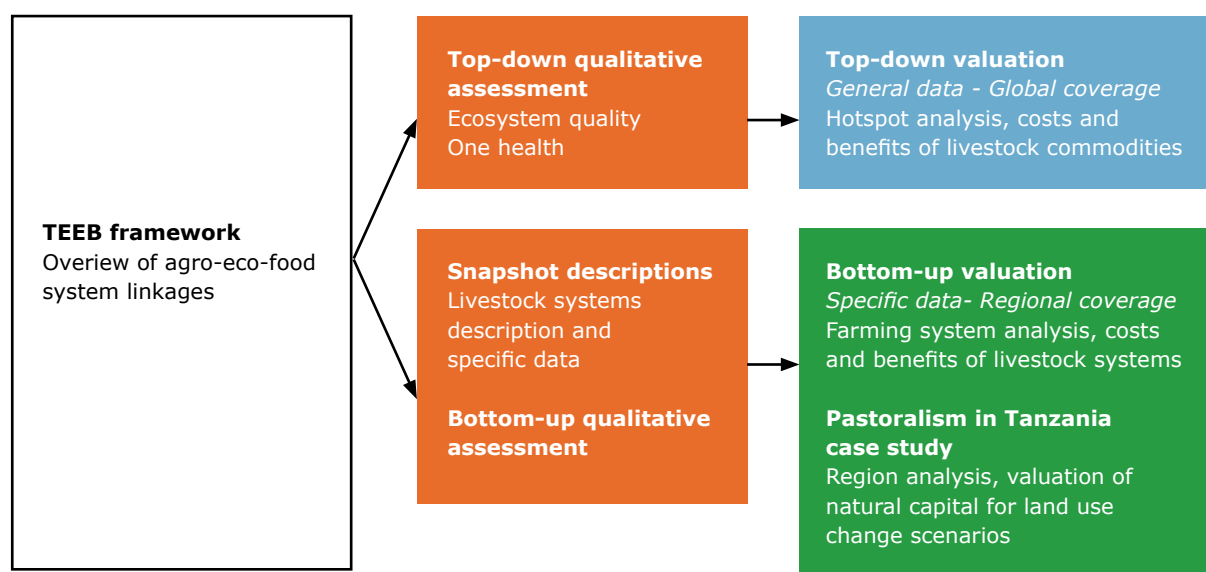 TEEB framework
Overview of agro-eco-food
system linkages
Top-down qualitative
assessment
Ecosystem quality
One health
Top-down valuation
General data - Global coverage
Hotspot analysis, costs and
benefits of livestock commodities
Snapshot descriptions
Livestock systems
description and
specific data
Bottom-up qualitative
assessment
Bottom-up valuation
Specific data- Regional coverage
Farming system analysis, costs
and benefits of livestock systems
Pastoralism in Tanzania
case study
Region analysis, valuation of
natural capital for land use
change scenarios